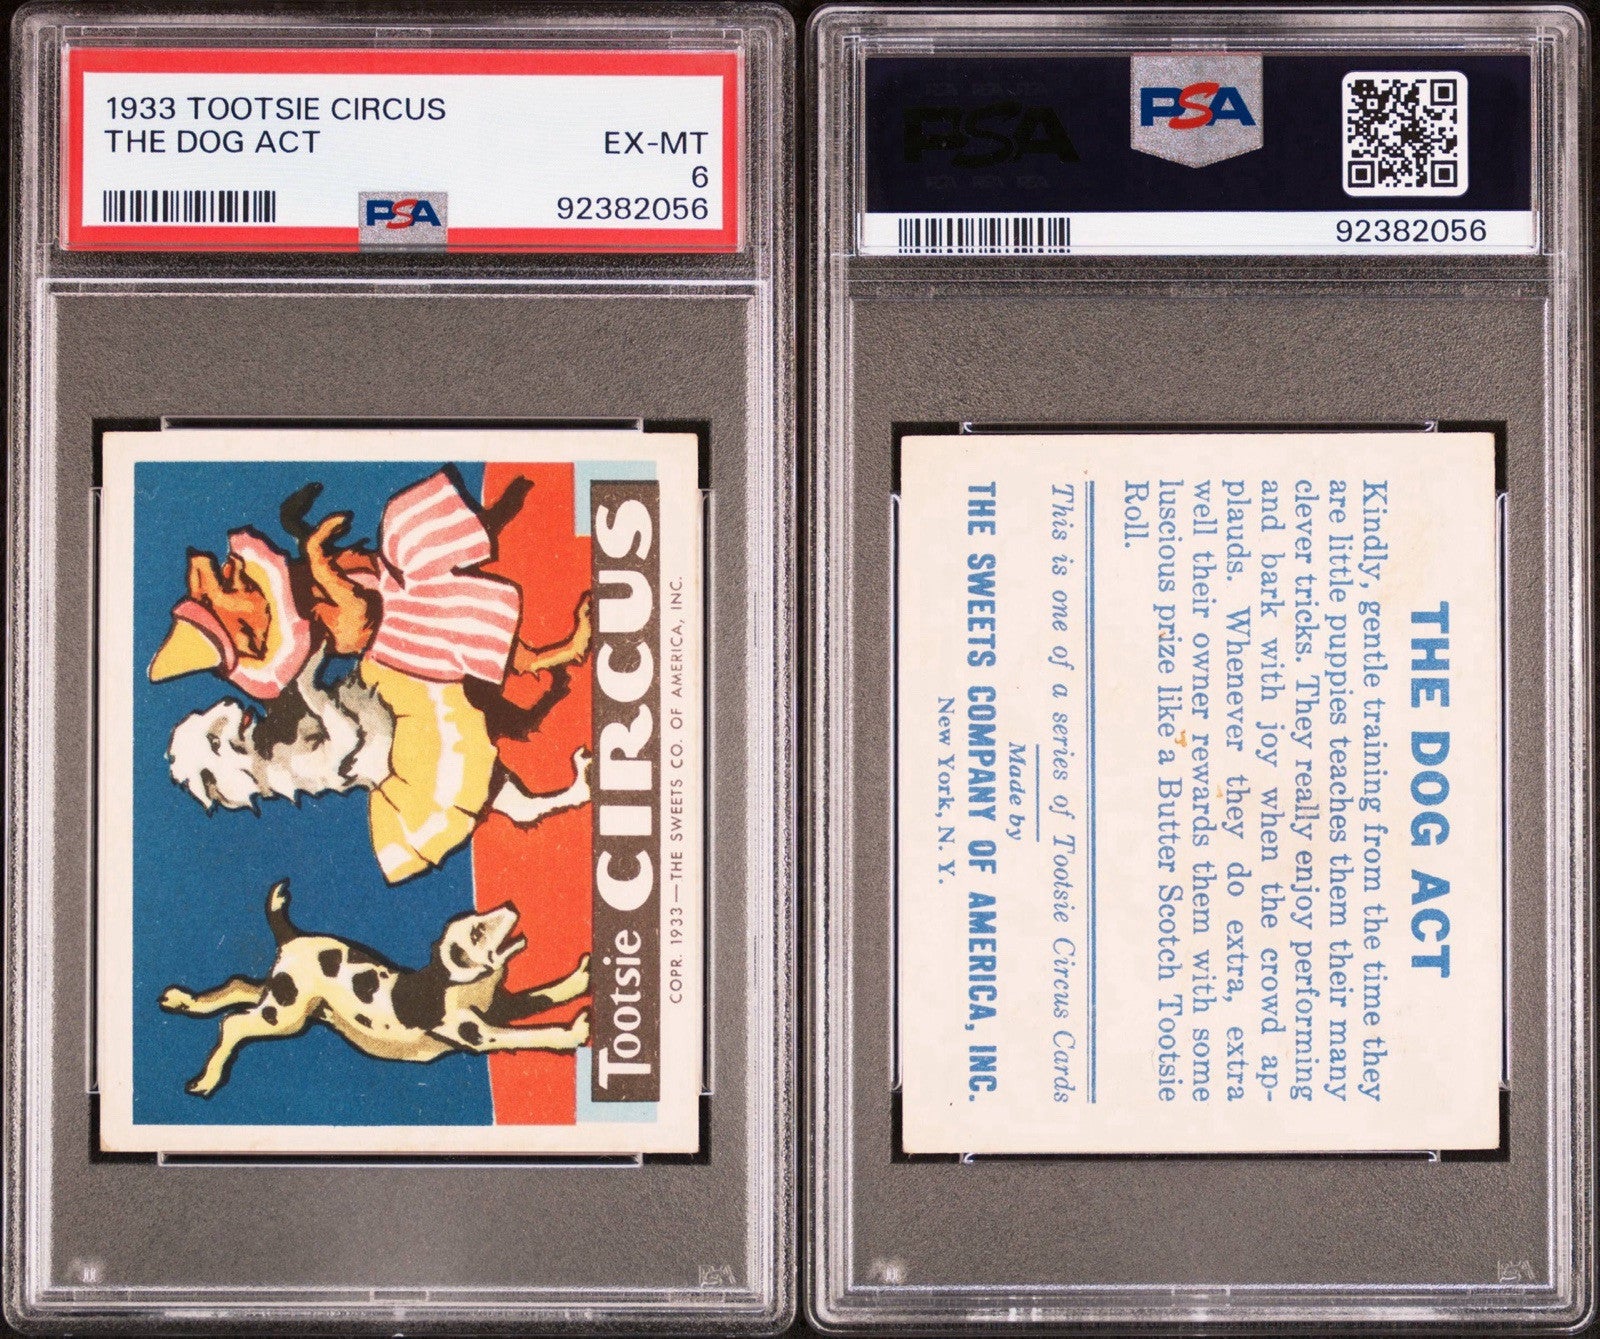 1933 TOOTSIE CIRCUS
THE DOG ACT
EX-MT
6
92382056
PSA
Tootsie CIRCUS
COPR. 1933—THE SWEETS CO. OF AMERICA, INC.
PSA
PSA
92382056
THE DOG ACT
Kindly, gentle training from the time they
are little puppies teaches them their many
clever tricks. They really enjoy performing
and bark with joy when the crowd ap-
plauds. Whenever they do extra, extra
well their owner rewards them with some
luscious prize like a Butter Scotch Tootsie
Roll.
This is one of a series of Tootsie Circus Cards
Made by
THE SWEETS COMPANY OF AMERICA, INC.
New York, N. Y.